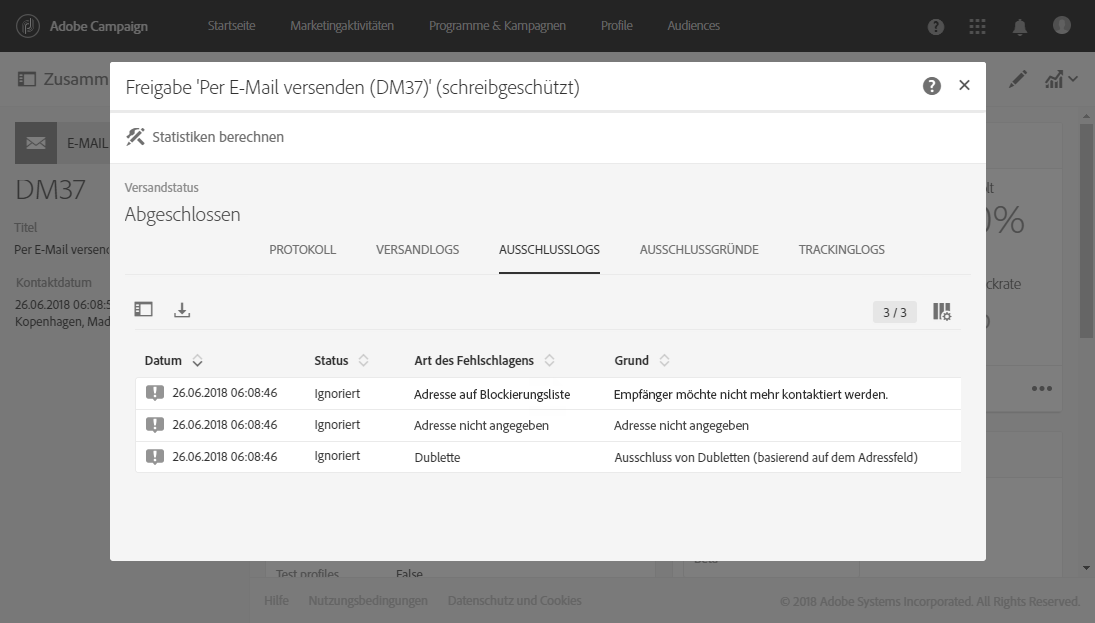 Adobe Campaign Startseite Marketingaktivitäten Programme & Kampagnen Profile Audiences
Zusamm
Freigabe 'Per E-Mail versenden (DM37)' (schreibgeschützt)
Statistiken berechnen
E-MAIL
DM37
Titel
Per E-Mail versend
Kontaktdatum
26.06.2018 06:08:5
Kopenhagen, Mad
Versandstatus
Abgeschlossen
PROTOKOLL VERSANDLOGS AUSSCHLUSSLOGS AUSSCHLUSSGRÜNDE TRACKINGLOGS
3 / 3
Datum Status Art des Fehlschlagens Grund
26.06.2018 06:08:46 Ignoriert Adresse auf Blockierungsliste Empfänger möchte nicht mehr kontaktiert werden.
26.06.2018 06:08:46 Ignoriert Adresse nicht angegeben Adresse nicht angegeben
26.06.2018 06:08:46 Ignoriert Dublette Ausschluss von Dubletten (basierend auf dem Adressfeld)
lt
0%
ckrate
Test profiles False
Hilfe Nutzungsbedingungen Datenschutz und Cookies © 2018 Adobe Systems Incorporated. All Rights Reserved.